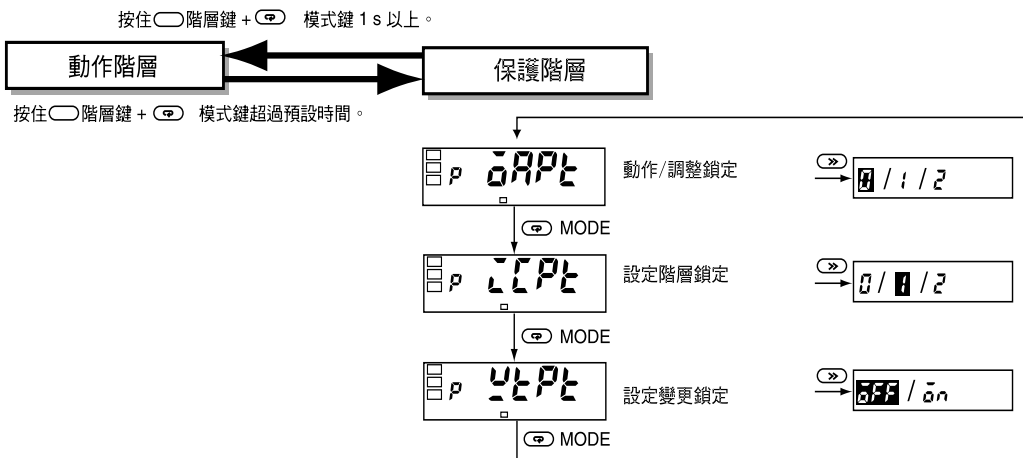 按住 階層鍵 + 模式鍵 1 s 以上。
動作階層
保護階層
按住 階層鍵 + 模式鍵超過預設時間。
p oAPt
動作/調整鎖定
0 / 1 / 2
MODE
p iCPt
設定階層鎖定
0 / 1 / 2
MODE
p WtPt
設定變更鎖定
oFF / on
MODE